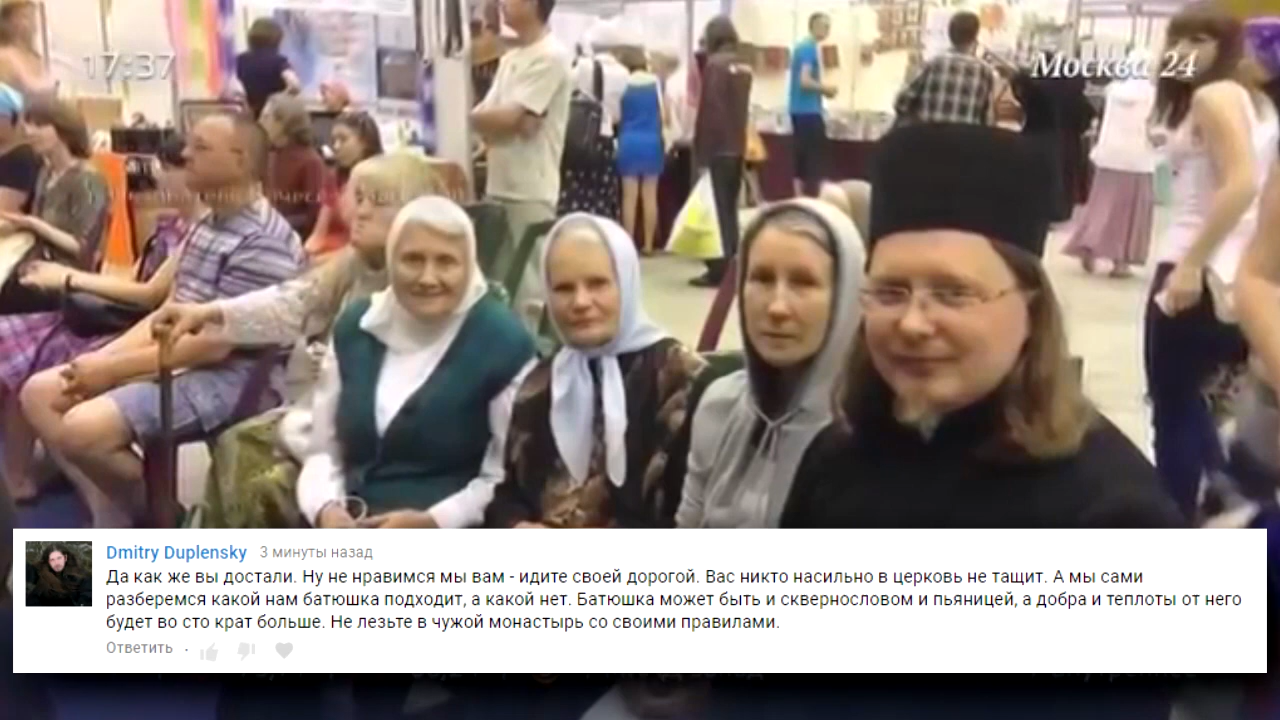 17:37
Москва 24
Dmitry Duplensky 3 минуты назад
Да как же вы достали. Ну не нравимся мы вам - идите своей дорогой. Вас никто насильно в церковь не тащит. А мы сами
разберемся какой нам батюшка подходит, а какой нет. Батюшка может быть и сквернословом и пьяницей, а добра и теплоты от него
будет во сто крат больше. Не лезьте в чужой монастырь со своими правилами.
Ответить ·